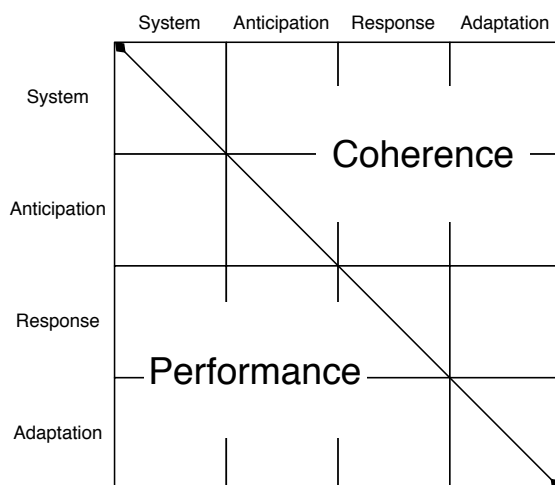 System Anticipation Response Adaptation
System
Coherence
Anticipation
Response
Performance
Adaptation